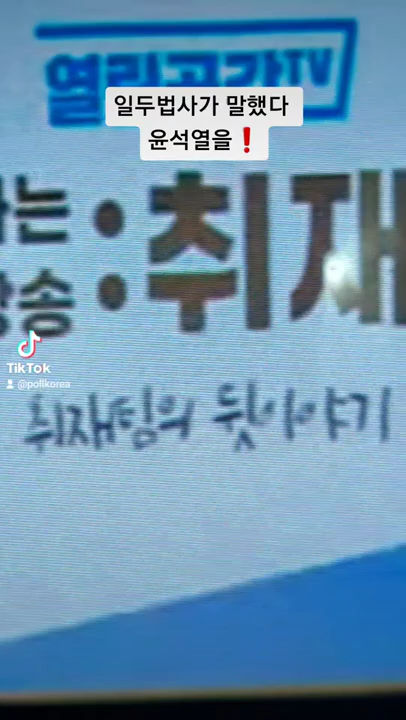 열린공간TV
일두법사가 말했다
윤석열을❗
는 : 취재
송
TikTok
@pollkorea
취재팀의 뒷이야기